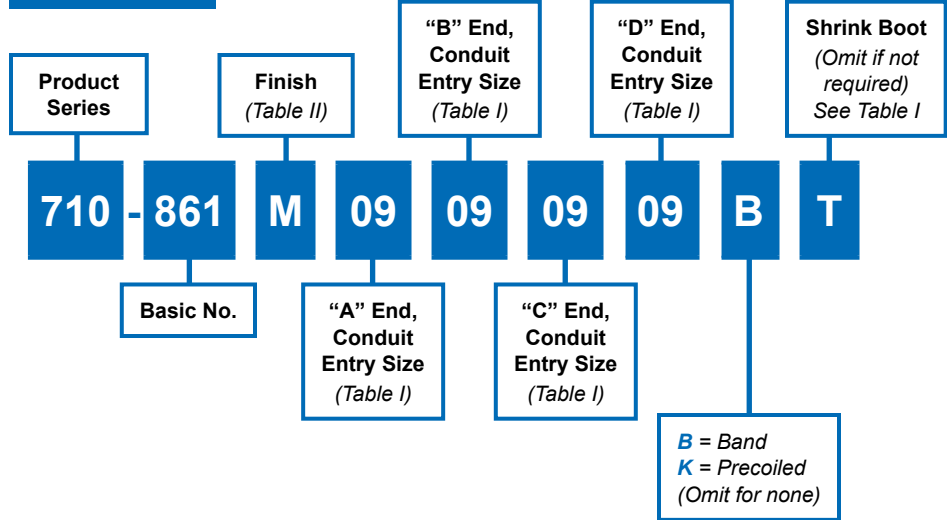 Product
Series
Finish
(Table II)
“B” End,
Conduit
Entry Size
(Table I)
“D” End,
Conduit
Entry Size
(Table I)
Shrink Boot
(Omit if not
required)
See Table I
710 - 861 M 09 09 09 09 B T
Basic No.
“A” End,
Conduit
Entry Size
(Table I)
“C” End,
Conduit
Entry Size
(Table I)
B = Band
K = Precoiled
(Omit for none)